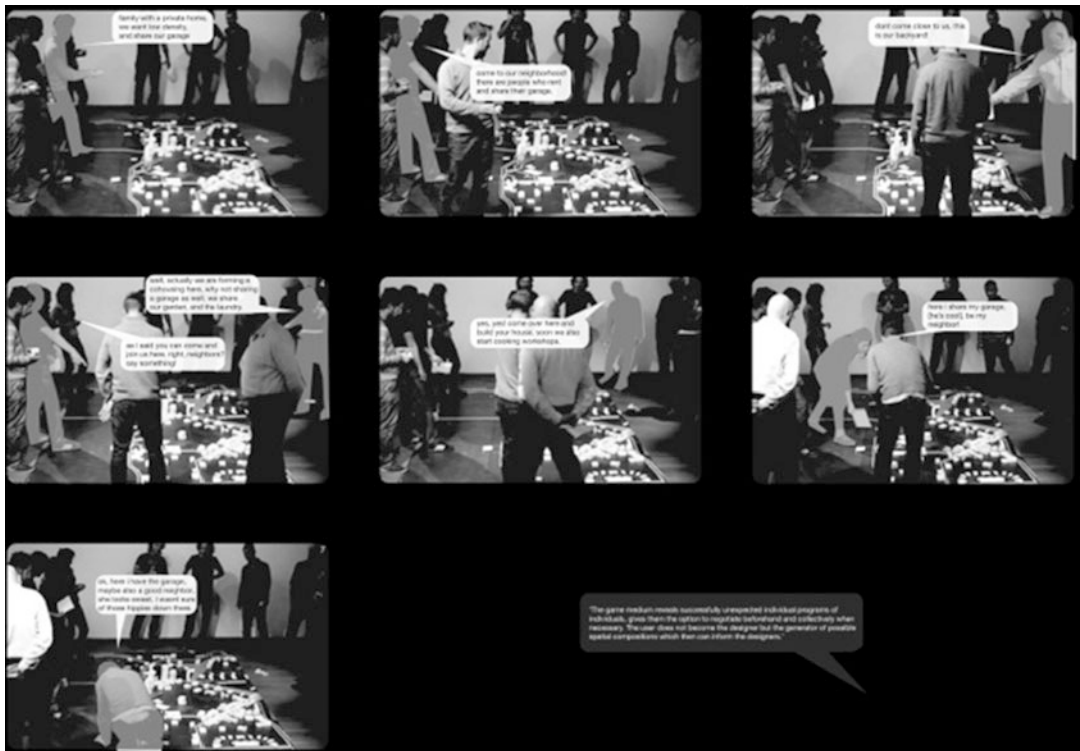 family with a private home,
we want low density,
and share our garage
come to our neighborhood!
there are people who rent
and share their garage.
dont come close to us, this
is our backyard!
well, actually we are forming a
cohousing here, why not sharing
a garage as well, we share
our garden, and the laundry.
as i said you can come and
join us here, right, neighbors?
say something!
yes, yes! come over here and
build your house, soon we also
start cooking workshops.
here i share my garage,
(he's cool), be my
neighbor!
ok, here i have the garage,
maybe also a good neighbor,
she looks sweet. I wasnt sure
of those hippies down there
"The game medium reveals successfully unexpected individual programs of
individuals, gives them the option to negotiate beforehand and collectively when
necessary. The user does not become the designer but the generator of possible
spatial compositions which then can inform the designers."